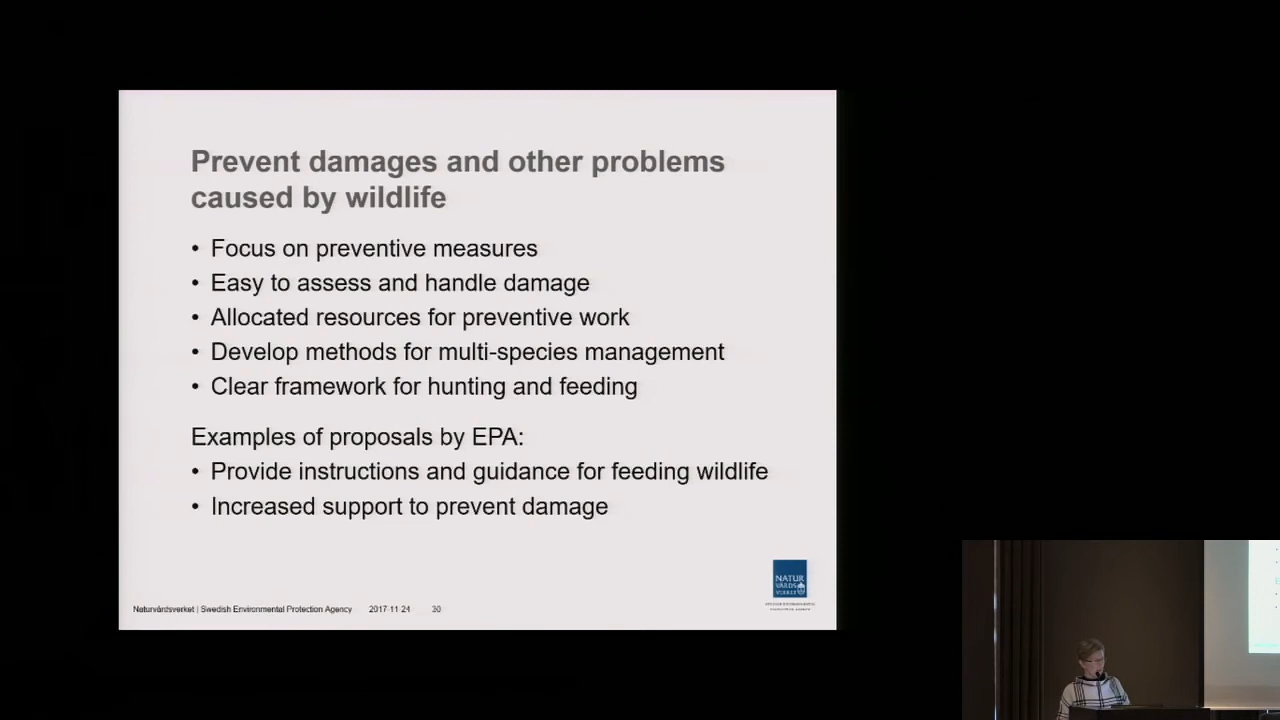 Prevent damages and other problems
caused by wildlife
• Focus on preventive measures
• Easy to assess and handle damage
• Allocated resources for preventive work
• Develop methods for multi-species management
• Clear framework for hunting and feeding
Examples of proposals by EPA:
• Provide instructions and guidance for feeding wildlife
• Increased support to prevent damage
NATUR
VÅRDS
VERKET
Naturvårdsverket | Swedish Environmental Protection Agency 2017-11-24 30